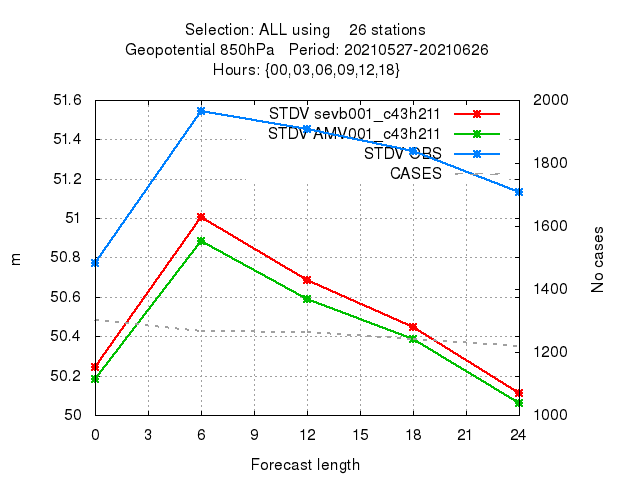 Selection: ALL using 26 stations
Geopotential 850hPa Period: 20210527-20210626
Hours: {00,03,06,09,12,18}
STDV sevb001_c43h211
STDV AMV001_c43h211
STDV OBS
CASES
51.6
51.4
51.2
51
50.8
50.6
50.4
50.2
50
m
2000
1800
1600
1400
1200
1000
No cases
0 3 6 9 12 15 18 21 24
Forecast length